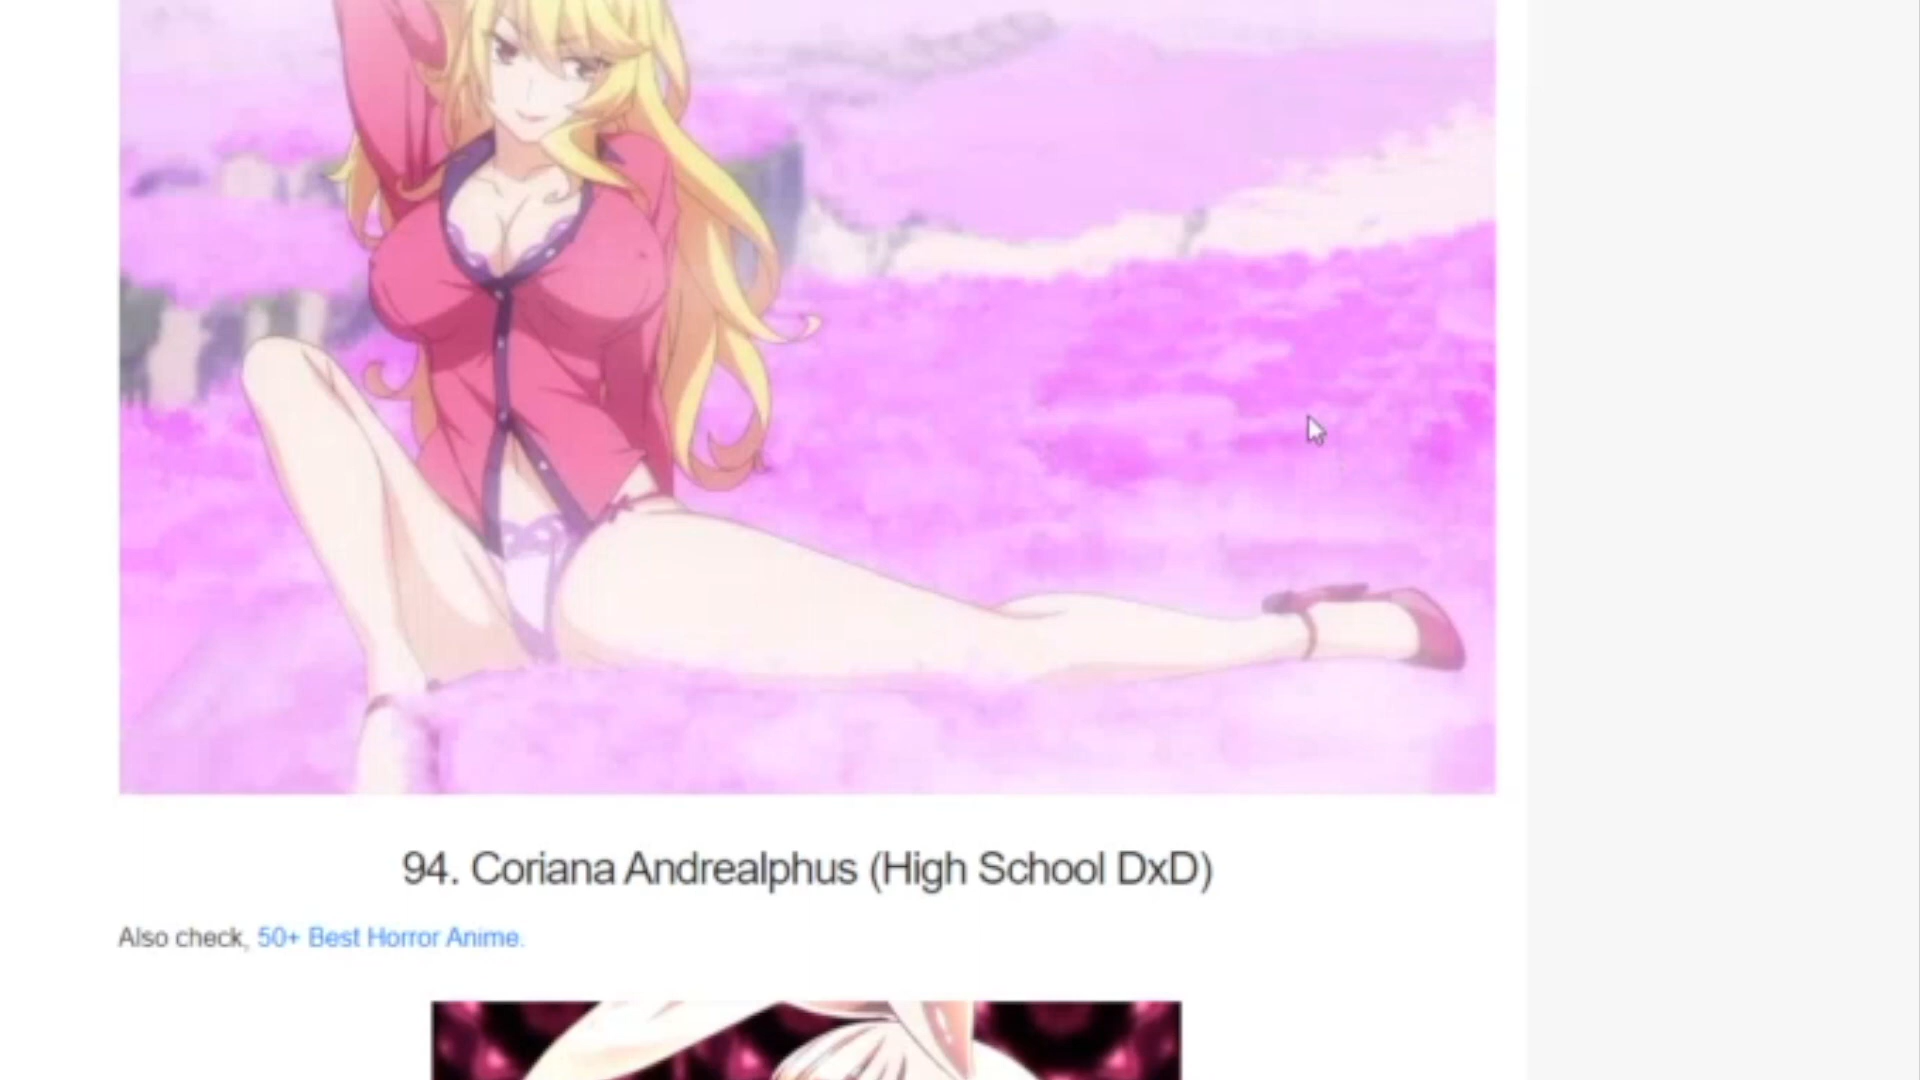 94. Coriana Andrealphus (High School DxD)
Also check, 50+ Best Horror Anime.